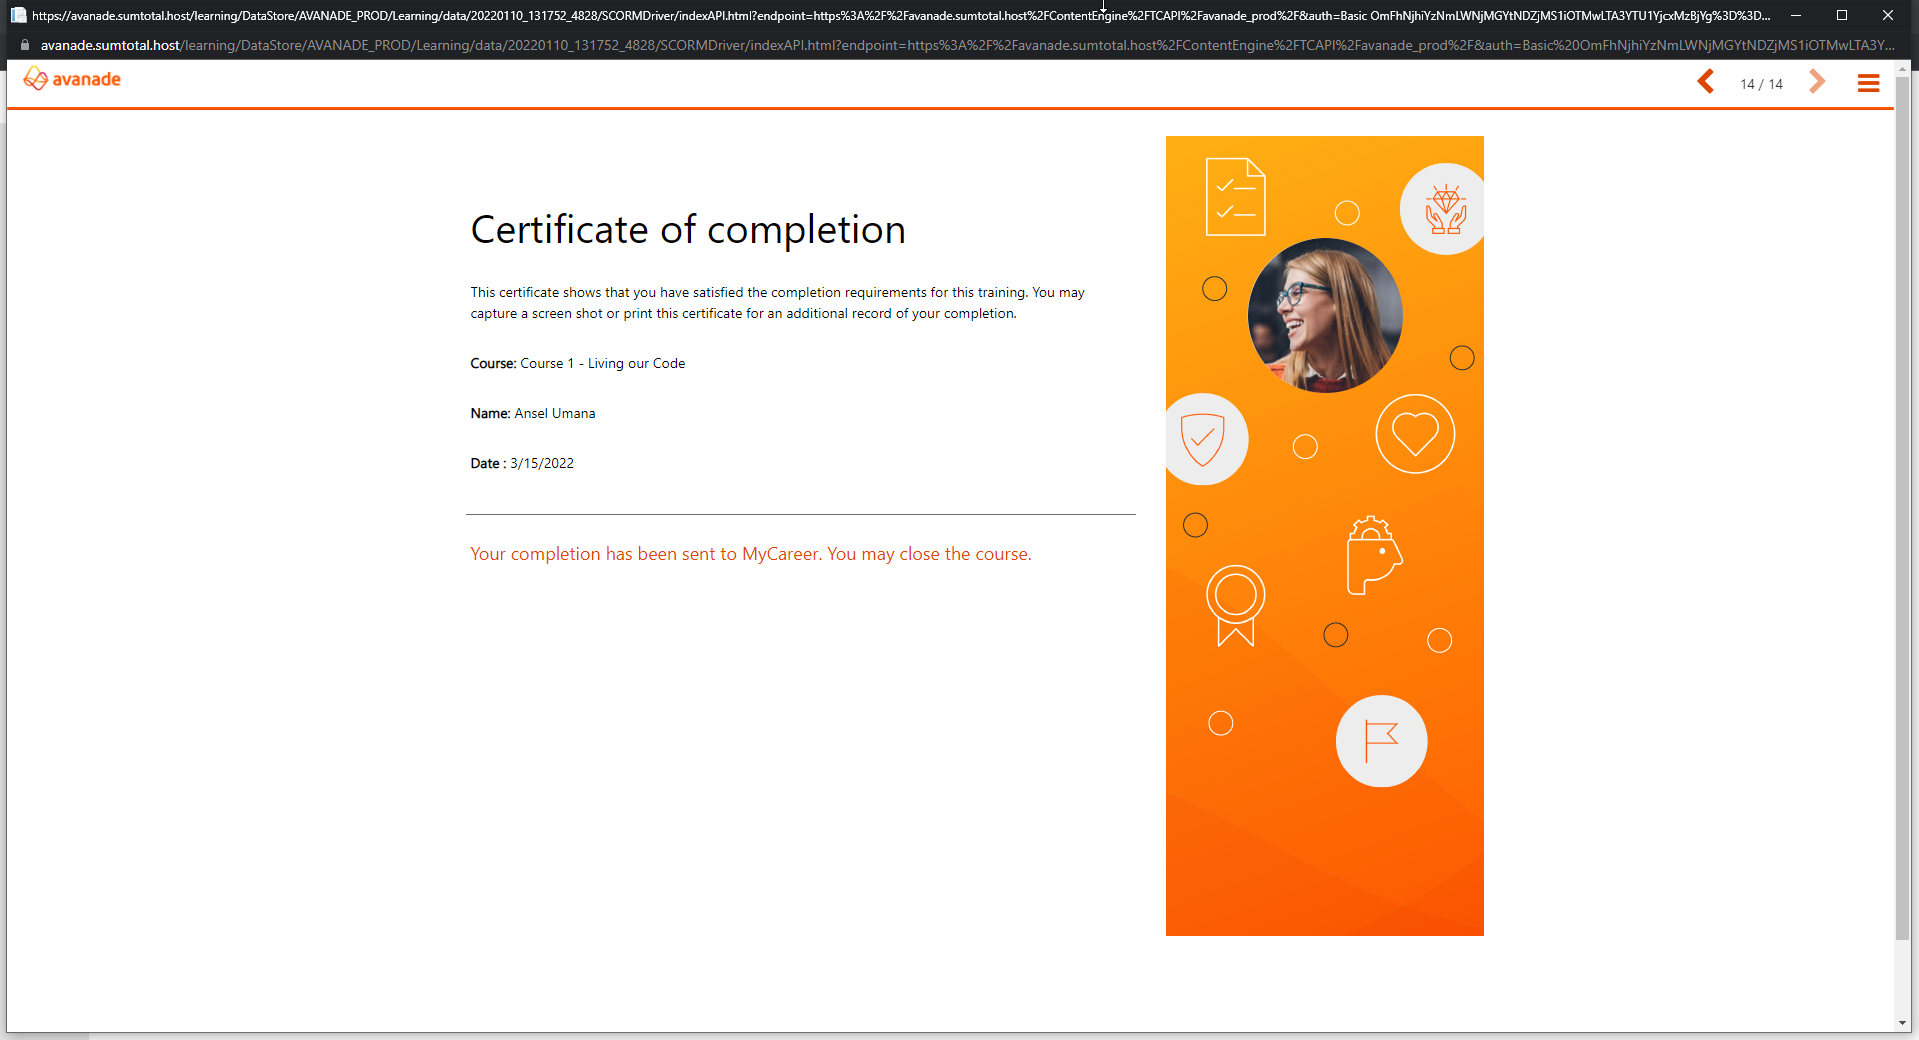 https://avanade.sumtotal.host/learning/DataStore/AVANADE_PROD/Learning/data/20220110_131752_4828/SCORMDriver/indexAPI.html?endpoint=https%3A%2F%2Favanade.sumtotal.host%2FContentEngine%2FTCAPI%2Favanade_prod%2F&auth=Basic OmFhNjhiYzNmLWNjMGYtNDZjMS1iOTMwLTA3YTU1YjcxMzBjYg%3D%3D...
avanade.sumtotal.host/learning/DataStore/AVANADE_PROD/Learning/data/20220110_131752_4828/SCORMDriver/indexAPI.html?endpoint=https%3A%2F%2Favanade.sumtotal.host%2FContentEngine%2FTCAPI%2Favanade_prod%2F&auth=Basic%20OmFhNjhiYzNmLWNjMGYtNDZjMS1iOTMwLTA3Y...
avanade
14 / 14
Certificate of completion
This certificate shows that you have satisfied the completion requirements for this training. You may
capture a screen shot or print this certificate for an additional record of your completion.
Course: Course 1 - Living our Code
Name: Ansel Umana
Date : 3/15/2022
Your completion has been sent to MyCareer. You may close the course.